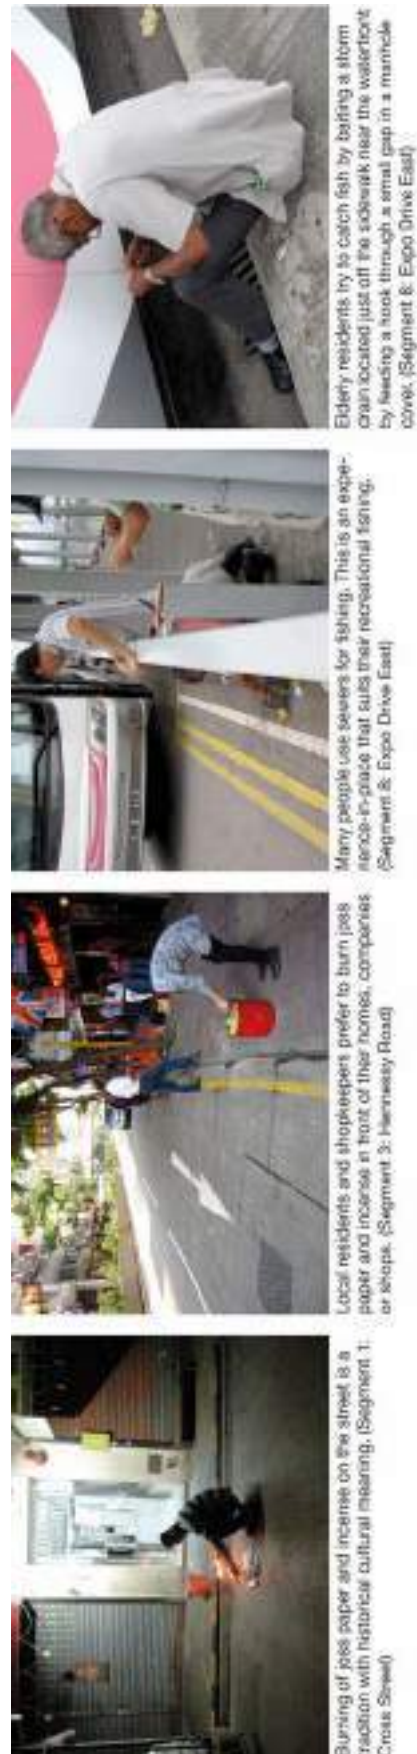 Burning of joss paper and incense on the street is a
tradition with historical cultural meaning. (Segment 1:
Cross Street)
Local residents and shopkeepers prefer to burn joss
paper and incense in front of their homes, companies
or shops. (Segment 3: Hennessy Road)
Many people use sewers for fishing. This is an expe-
rience-in-place that suits their recreational fishing.
(Segment 8: Expo Drive East)
Elderly residents try to catch fish by baiting a storm
drain located just off the sidewalk near the waterfront
by feeding a hook through a small gap in a manhole
cover. (Segment 8: Expo Drive East)